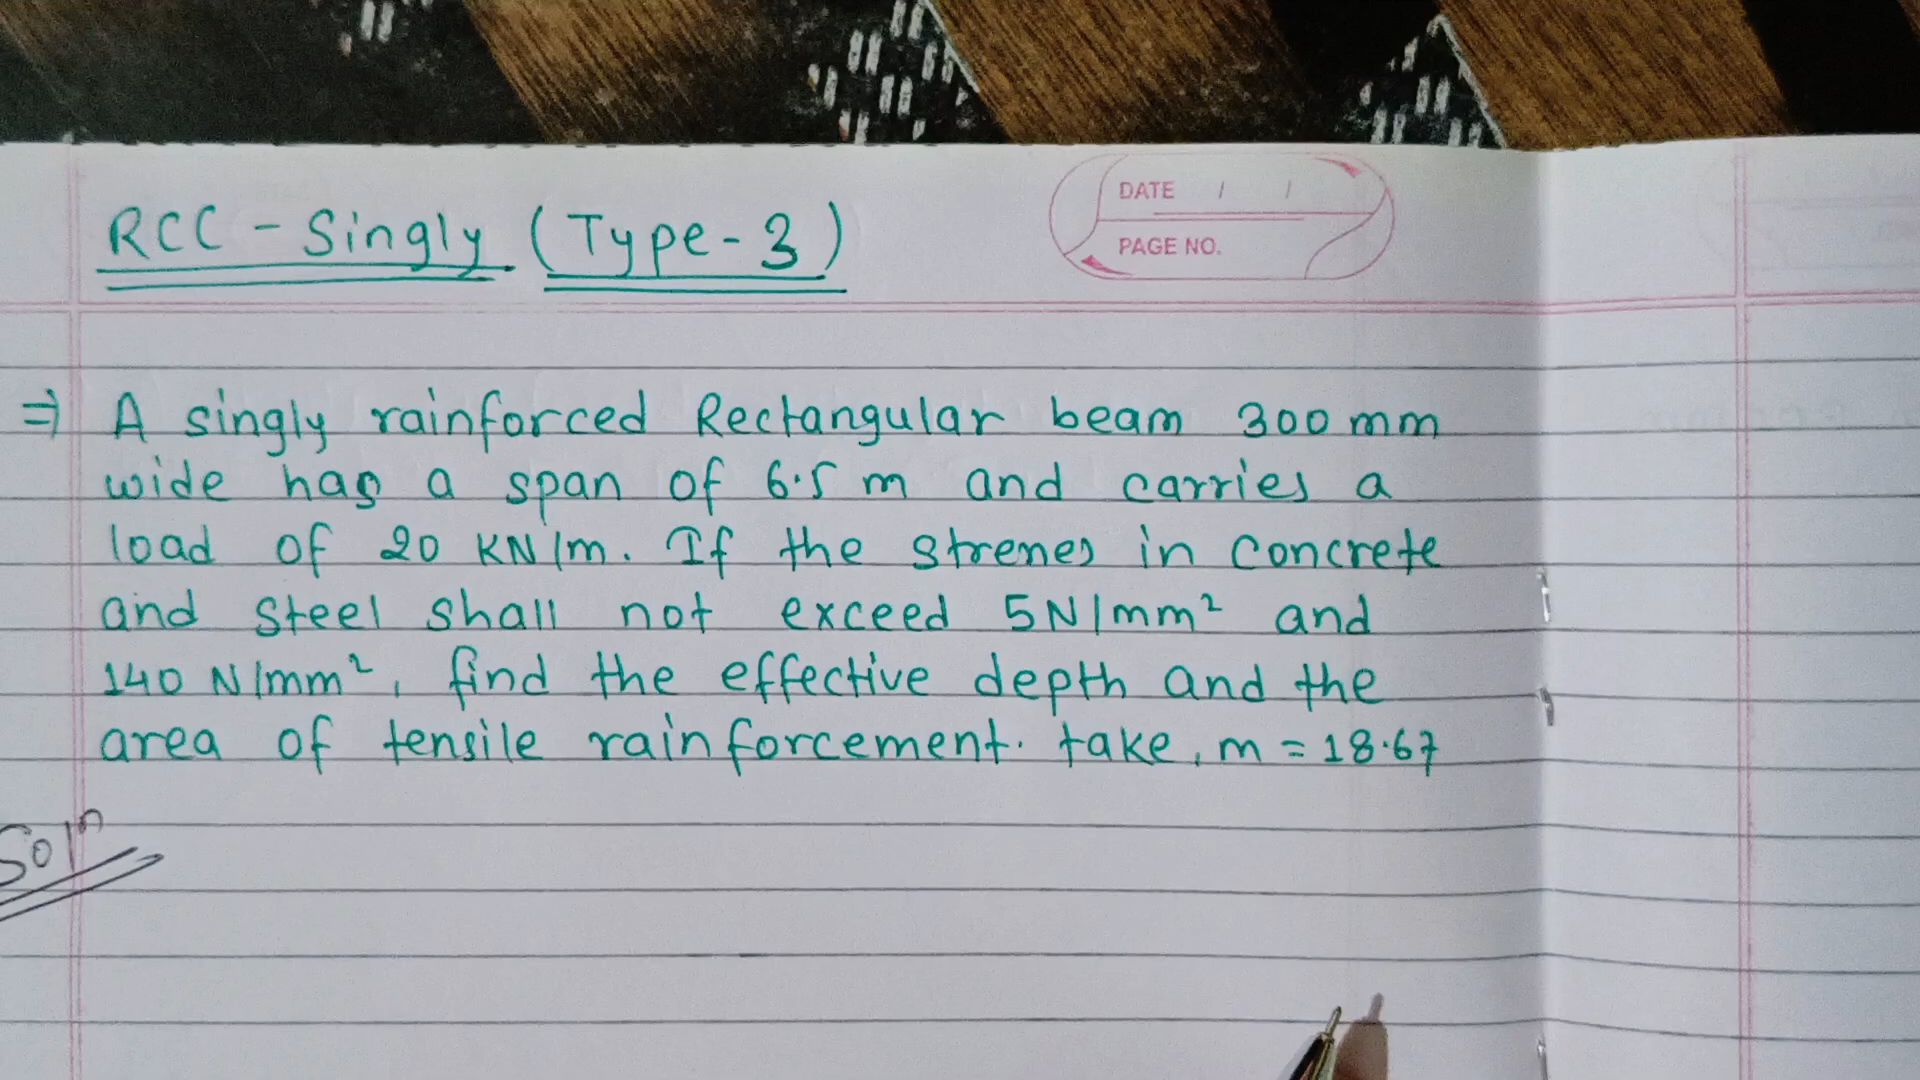 RCC - Singly (Type - 3)
DATE / /
PAGE NO.
⇒ A singly rainforced Rectangular beam 300 mm
wide has a span of 6.5 m and carries a
load of 20 KN/m. If the strenes in concrete
and steel shall not exceed 5N/mm²  and
140 N/mm², find the effective depth and the
area of tensile rainforcement. take, m = 18.67
Soln